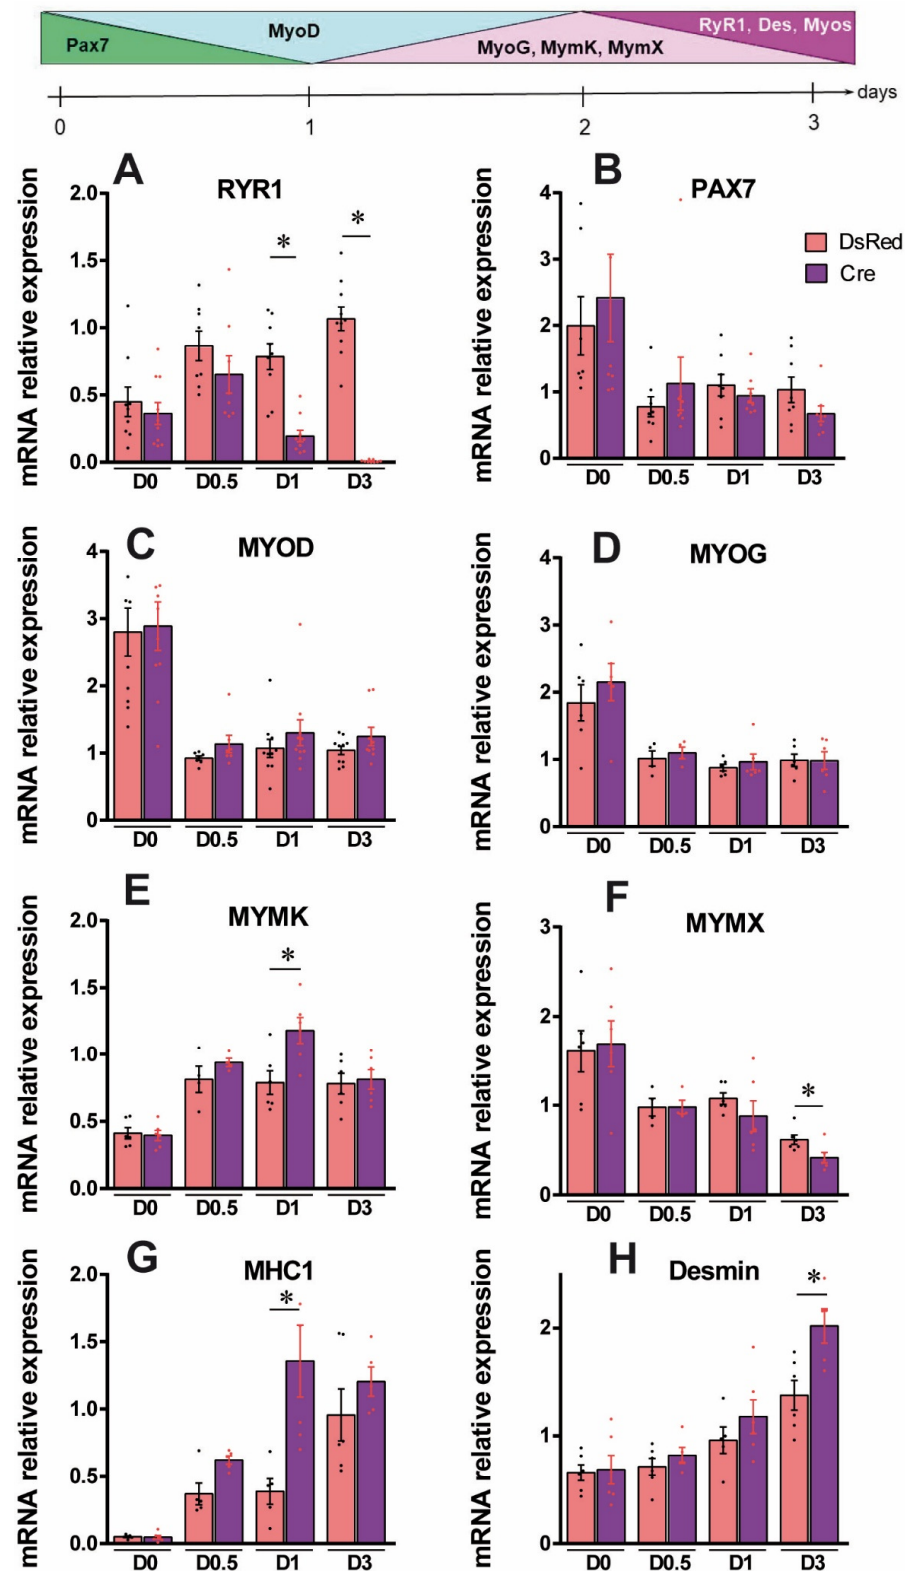 Pax7
MyoD
MyoG, MymK, MymX
RyR1, Des, Myos
days
0
1
2
3
A
RYR1
mRNA relative expression
2.0
1.5
1.0
0.5
0.0
*
*
D0
D0.5
D1
D3
B
PAX7
mRNA relative expression
4
3
2
1
0
D0
D0.5
D1
D3
DsRed
Cre
C
MYOD
mRNA relative expression
4
3
2
1
0
D0
D0.5
D1
D3
D
MYOG
mRNA relative expression
4
3
2
1
0
D0
D0.5
D1
D3
E
MYMK
mRNA relative expression
2.0
1.5
1.0
0.5
0.0
*
D0
D0.5
D1
D3
F
MYMX
mRNA relative expression
3
2
1
0
*
D0
D0.5
D1
D3
G
MHC1
mRNA relative expression
2.0
1.5
1.0
0.5
0.0
*
D0
D0.5
D1
D3
H
Desmin
mRNA relative expression
2
1
0
*
D0
D0.5
D1
D3